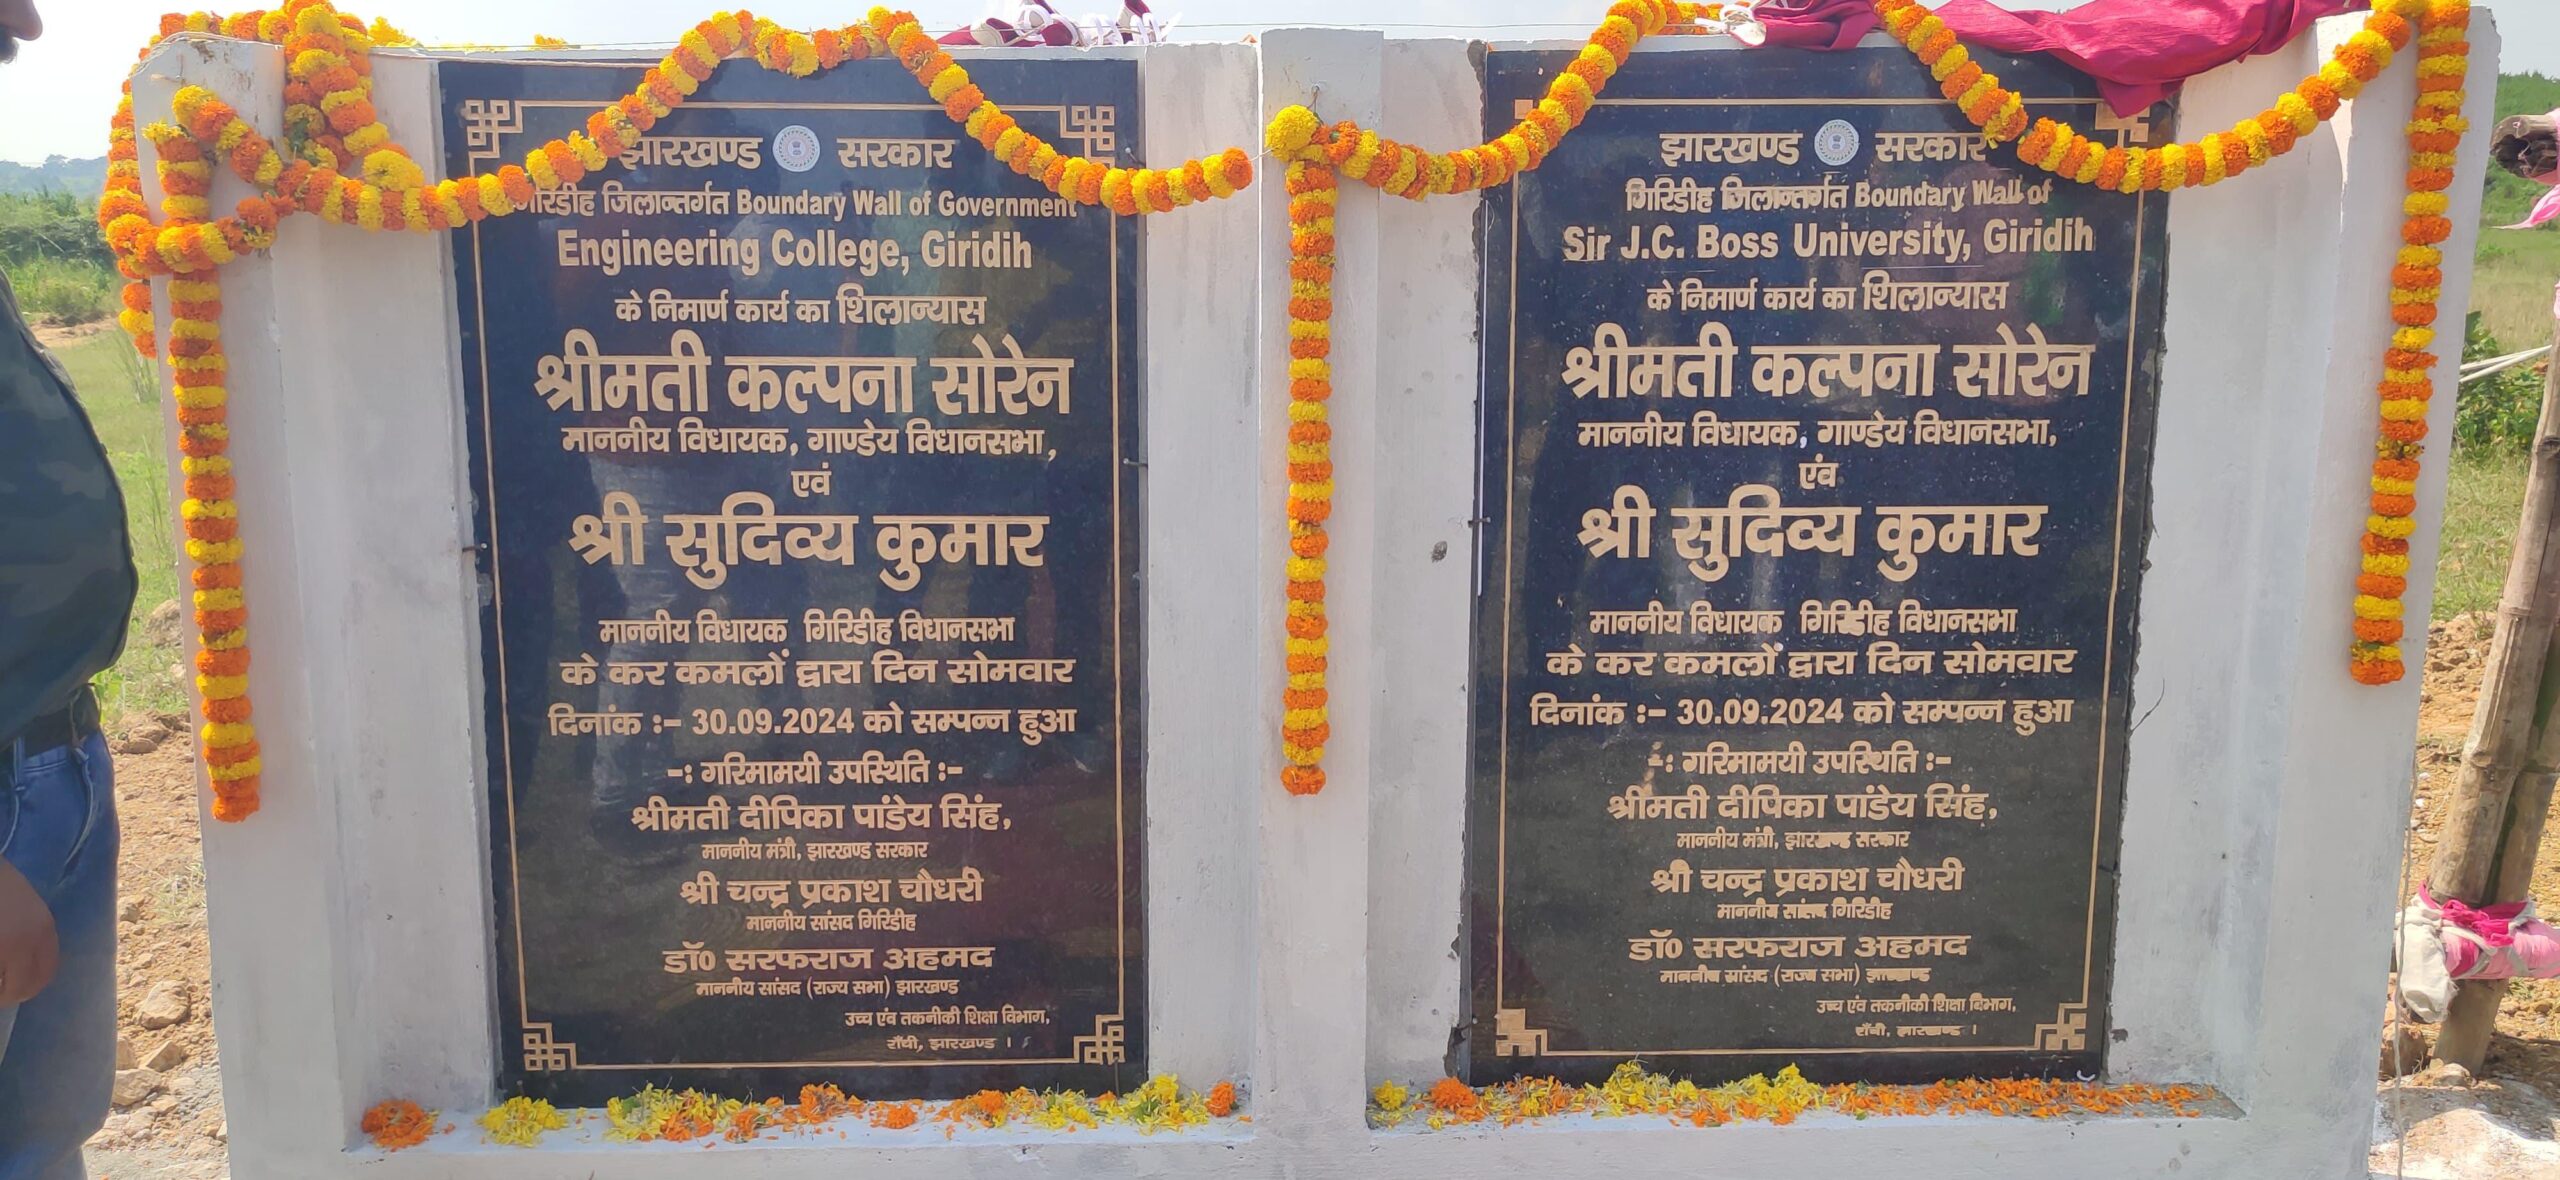 झारखण्ड सरकार
गिरिडीह जिलान्तर्गत Boundary Wall of Government
Engineering College, Giridih
के निमार्ण कार्य का शिलान्यास
श्रीमती कल्पना सोरेन
माननीय विधायक, गाण्डेय विधानसभा,
एवं
श्री सुदिव्य कुमार
माननीय विधायक गिरिडीह विधानसभा
के कर कमलों द्वारा दिन सोमवार
दिनांक :– 30.09.2024 को सम्पन्न हुआ
–: गरिमामयी उपस्थिति :–
श्रीमती दीपिका पांडेय सिंह,
माननीय मंत्री, झारखण्ड सरकार
श्री चन्द्र प्रकाश चौधरी
माननीय सांसद गिरिडीह
डॉ0 सरफराज अहमद
माननीय सांसद (राज्य सभा) झारखण्ड
उच्च एंव तकनीकी शिक्षा विभाग,
राँची, झारखण्ड ।
झारखण्ड सरकार
गिरिडीह जिलान्तर्गत Boundary Wall of
Sir J.C. Boss University, Giridih
के निमार्ण कार्य का शिलान्यास
श्रीमती कल्पना सोरेन
माननीय विधायक, गाण्डेय विधानसभा,
एंव
श्री सुदिव्य कुमार
माननीय विधायक गिरिडीह विधानसभा
के कर कमलों द्वारा दिन सोमवार
दिनांक :– 30.09.2024 को सम्पन्न हुआ
–: गरिमामयी उपस्थिति :–
श्रीमती दीपिका पांडेय सिंह,
माननीय मंत्री, झारखण्ड सरकार
श्री चन्द्र प्रकाश चौधरी
माननीय सांसद गिरिडीह
डॉ0 सरफराज अहमद
माननीय सांसद (राज्य सभा) झारखण्ड
उच्च एंव तकनीकी शिक्षा विभाग,
राँची, झारखण्ड ।